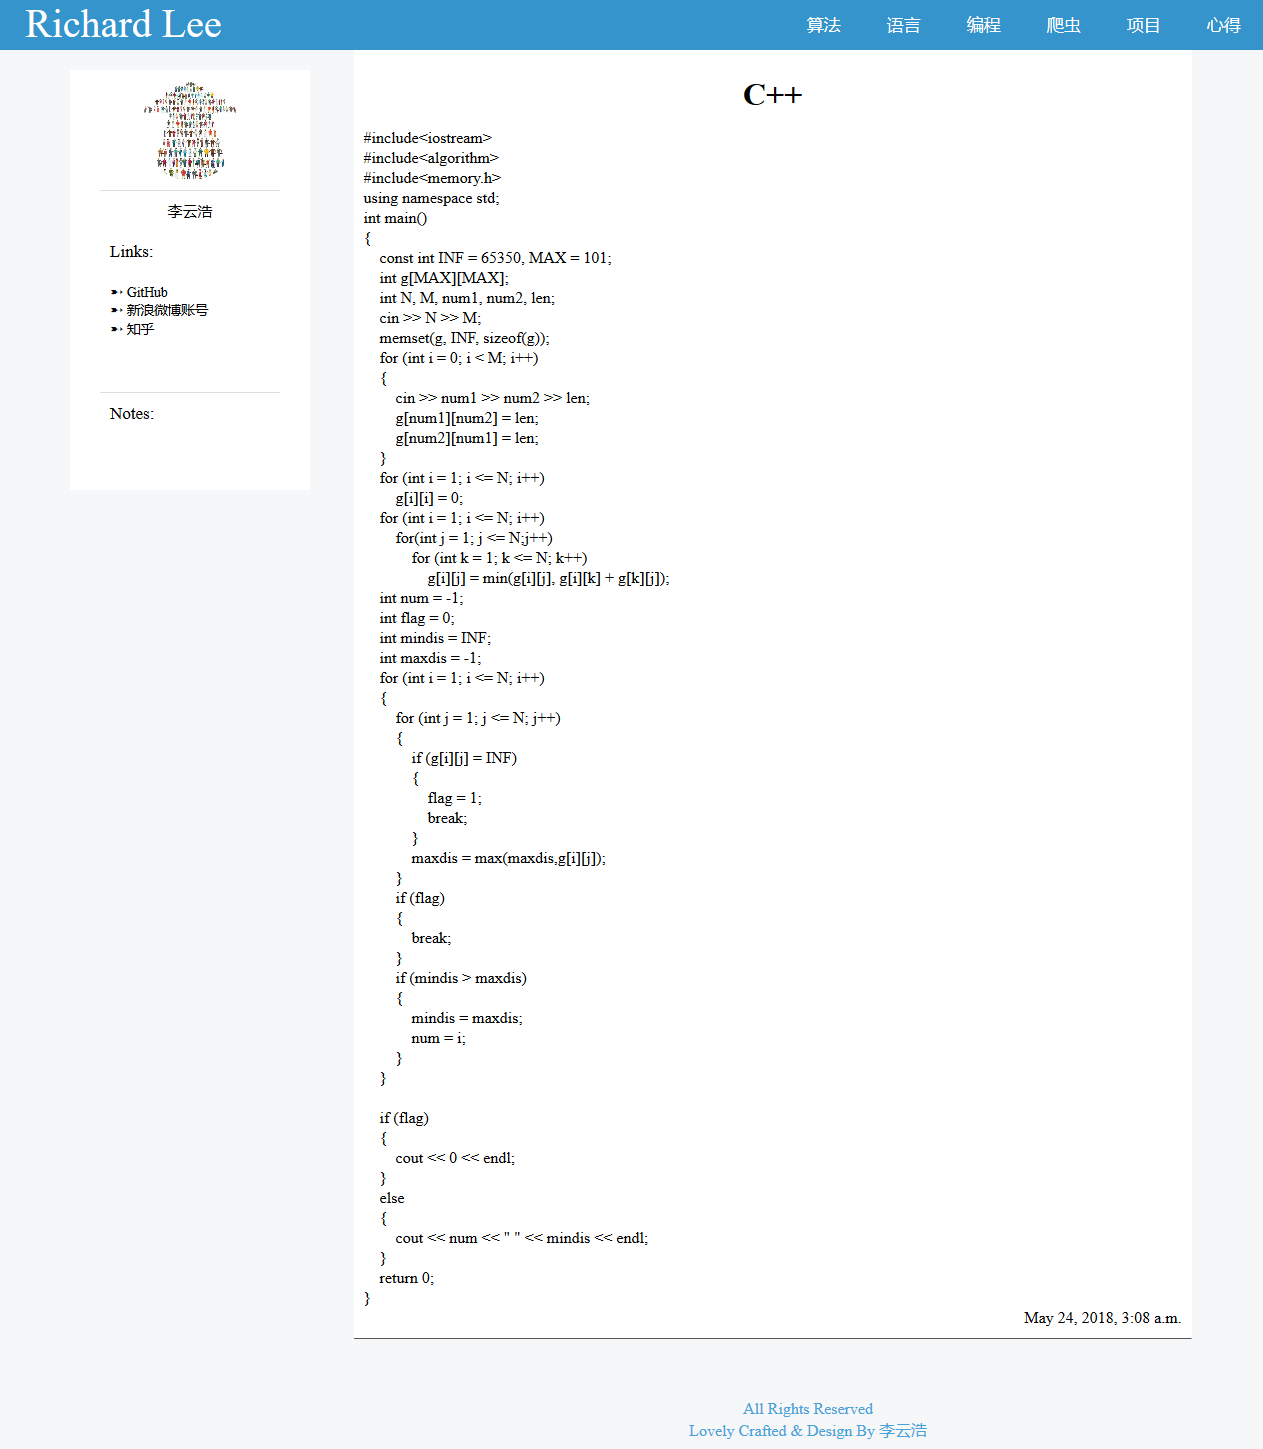 Richard Lee
算法 语言 编程 爬虫 项目 心得
李云浩
Links:
➼ GitHub
➼ 新浪微博账号
➼ 知乎
Notes:
C++
#include<iostream>
#include<algorithm>
#include<memory.h>
using namespace std;
int main()
{
    const int INF = 65350, MAX = 101;
    int g[MAX][MAX];
    int N, M, num1, num2, len;
    cin >> N >> M;
    memset(g, INF, sizeof(g));
    for (int i = 0; i < M; i++)
    {
        cin >> num1 >> num2 >> len;
        g[num1][num2] = len;
        g[num2][num1] = len;
    }
    for (int i = 1; i <= N; i++)
        g[i][i] = 0;
    for (int i = 1; i <= N; i++)
        for(int j = 1; j <= N;j++)
            for (int k = 1; k <= N; k++)
                g[i][j] = min(g[i][j], g[i][k] + g[k][j]);
    int num = -1;
    int flag = 0;
    int mindis = INF;
    int maxdis = -1;
    for (int i = 1; i <= N; i++)
    {
        for (int j = 1; j <= N; j++)
        {
            if (g[i][j] = INF)
            {
                flag = 1;
                break;
            }
            maxdis = max(maxdis,g[i][j]);
        }
        if (flag)
        {
            break;
        }
        if (mindis > maxdis)
        {
            mindis = maxdis;
            num = i;
        }
    }
    if (flag)
    {
        cout << 0 << endl;
    }
    else
    {
        cout << num << " " << mindis << endl;
    }
    return 0;
}
May 24, 2018, 3:08 a.m.
All Rights Reserved
Lovely Crafted & Design By 李云浩